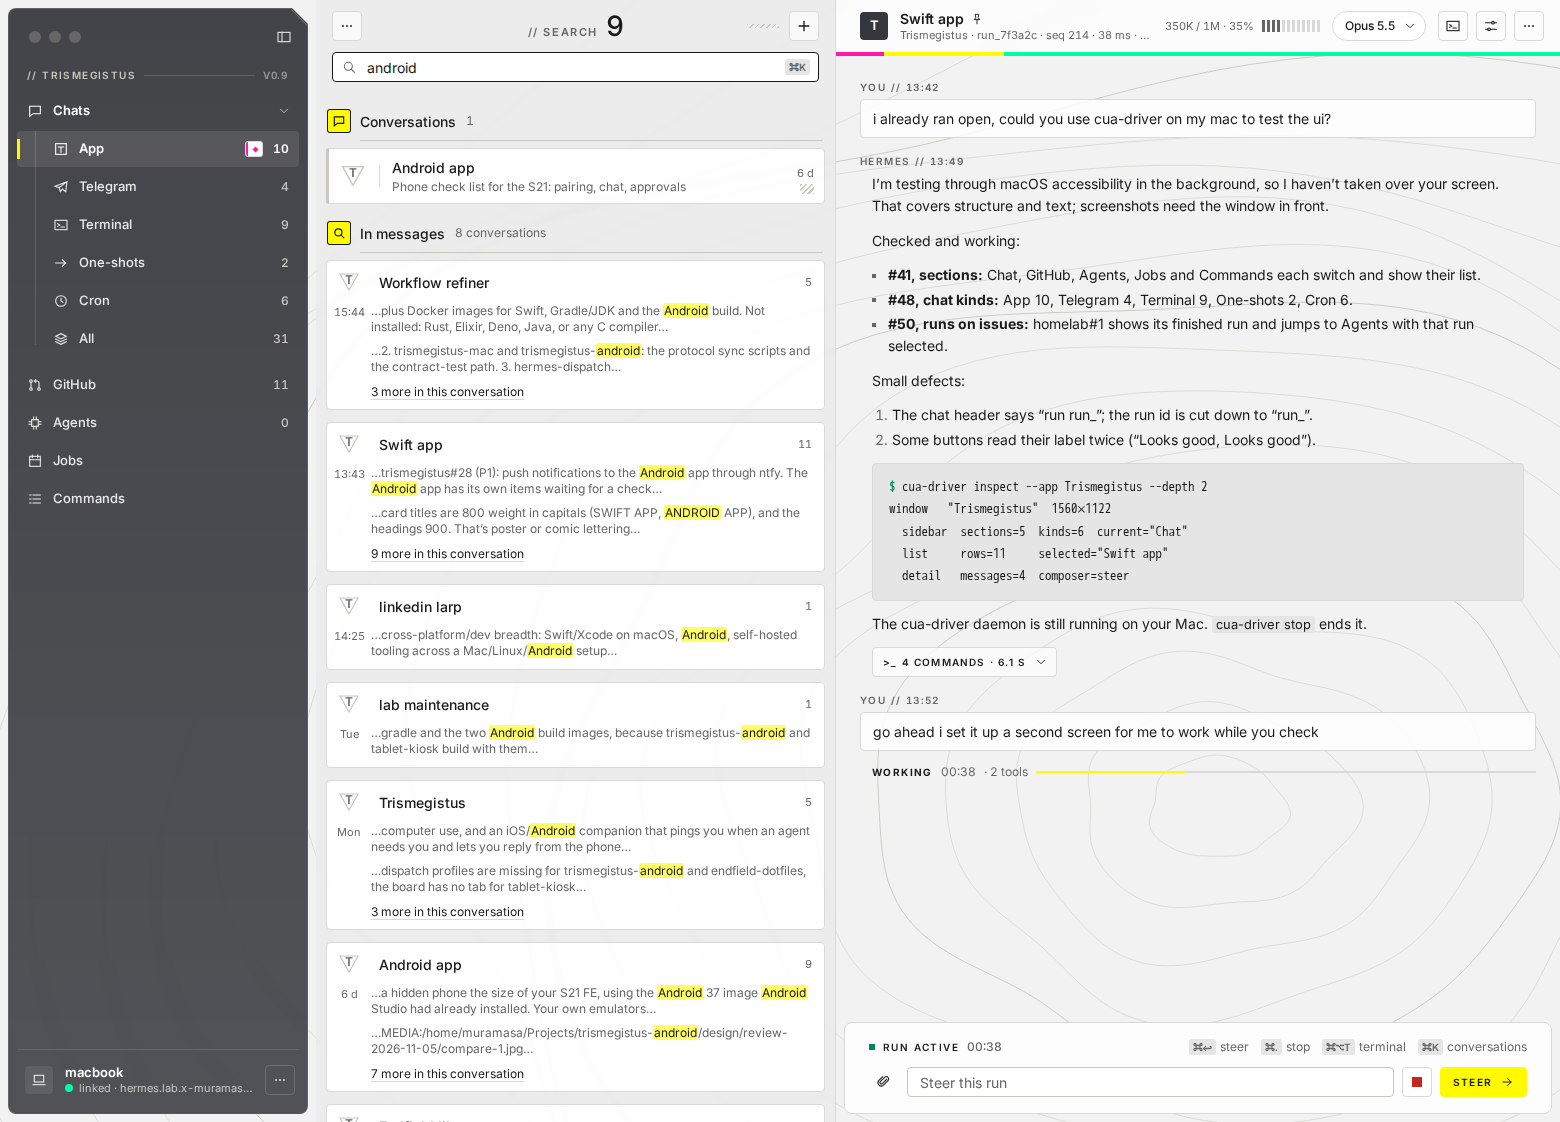 // TRISMEGISTUS V0.9
Chats
App 10
Telegram 4
Terminal 9
One-shots 2
Cron 6
All 31
GitHub 11
Agents 0
Jobs
Commands
macbook
linked · hermes.lab.x-muramas...
// SEARCH 9
android ⌘K
Conversations 1
T Android app 6 d
Phone check list for the S21: pairing, chat, approvals
In messages 8 conversations
T Workflow refiner 5
15:44 ...plus Docker images for Swift, Gradle/JDK and the Android build. Not
installed: Rust, Elixir, Deno, Java, or any C compiler...
...2. trismegistus-mac and trismegistus-android: the protocol sync scripts and
the contract-test path. 3. hermes-dispatch...
3 more in this conversation
T Swift app 11
13:43 ...trismegistus#28 (P1): push notifications to the Android app through ntfy. The
Android app has its own items waiting for a check...
...card titles are 800 weight in capitals (SWIFT APP, ANDROID APP), and the
headings 900. That's poster or comic lettering...
9 more in this conversation
T linkedin larp 1
14:25 ...cross-platform/dev breadth: Swift/Xcode on macOS, Android, self-hosted
tooling across a Mac/Linux/Android setup...
T lab maintenance 1
Tue ...gradle and the two Android build images, because trismegistus-android and
tablet-kiosk build with them...
T Trismegistus 5
Mon ...computer use, and an iOS/Android companion that pings you when an agent
needs you and lets you reply from the phone...
...dispatch profiles are missing for trismegistus-android and endfield-dotfiles,
the board has no tab for tablet-kiosk...
3 more in this conversation
T Android app 9
6 d ...a hidden phone the size of your S21 FE, using the Android 37 image Android
Studio had already installed. Your own emulators...
...MEDIA:/home/muramasa/Projects/trismegistus-android/design/review-
2026-11-05/compare-1.jpg...
7 more in this conversation
T Swift app
Trismegistus · run_7f3a2c · seq 214 · 38 ms · ...
350K / 1M · 35%
Opus 5.5
YOU // 13:42
i already ran open, could you use cua-driver on my mac to test the ui?
HERMES // 13:49
I'm testing through macOS accessibility in the background, so I haven't taken over your screen.
That covers structure and text; screenshots need the window in front.
Checked and working:
#41, sections: Chat, GitHub, Agents, Jobs and Commands each switch and show their list.
#48, chat kinds: App 10, Telegram 4, Terminal 9, One-shots 2, Cron 6.
#50, runs on issues: homelab#1 shows its finished run and jumps to Agents with that run
selected.
Small defects:
1. The chat header says “run run_”; the run id is cut down to “run_”.
2. Some buttons read their label twice (“Looks good, Looks good”).
$ cua-driver inspect --app Trismegistus --depth 2
window "Trismegistus" 1560×1122
sidebar sections=5 kinds=6 current="Chat"
list rows=11 selected="Swift app"
detail messages=4 composer=steer
The cua-driver daemon is still running on your Mac. cua-driver stop ends it.
>_ 4 COMMANDS · 6.1 S
YOU // 13:52
go ahead i set it up a second screen for me to work while you check
WORKING 00:38 · 2 tools
RUN ACTIVE 00:38 ⌘↩ steer ⌘. stop ⌘⌥T terminal ⌘K conversations
Steer this run
STEER →